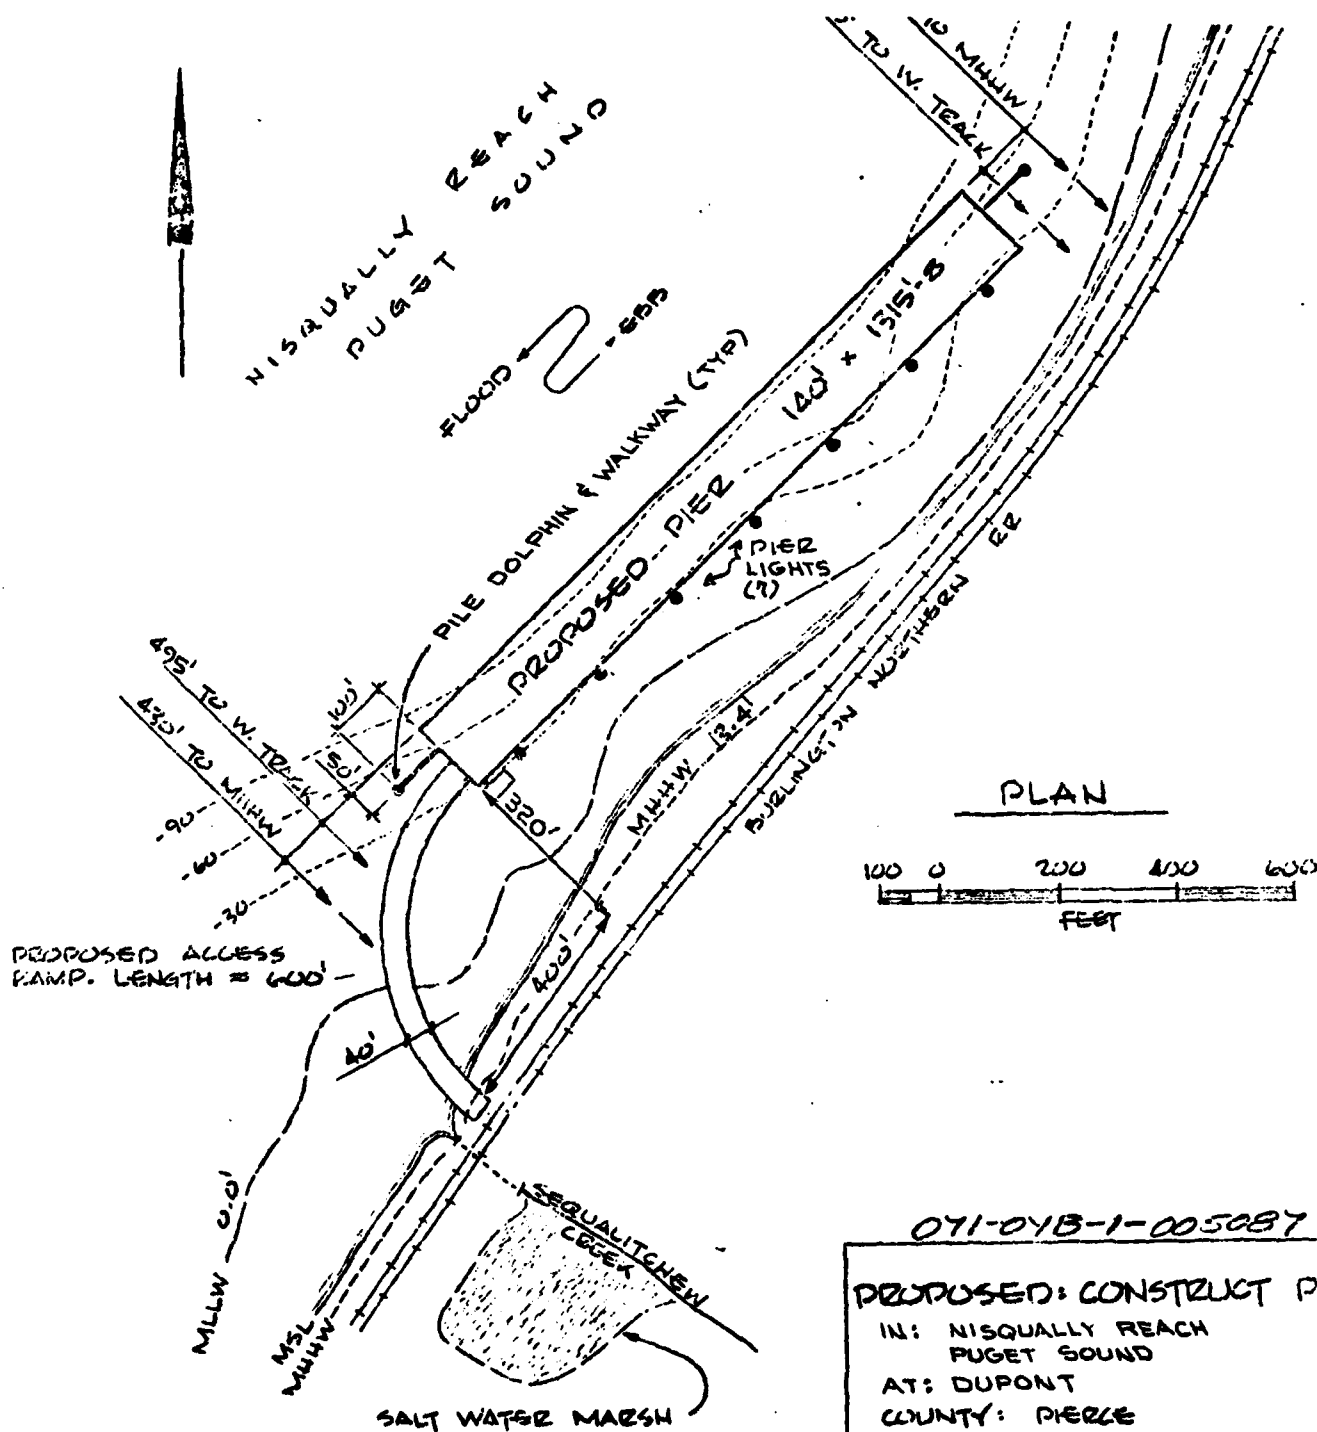 TO MHHW
TO W. TRACK
NISQUALLY REACH
PUGET SOUND
FLOOD
EBB
PILE DOLPHIN & WALKWAY (TYP)
140' x 1315'-8
PROPOSED PIER
PIER
LIGHTS
(7)
495' TO W. TRACK
430' TO MHHW
100'
50'
-90
-60
-30
320'
MHHW 13.4'
BURLINGTON NORTHERN RR
PLAN
100 0 200 400 600
FEET
PROPOSED ACCESS
RAMP. LENGTH = 600'
400'
40'
MLLW 0.0'
MSL
MHHW
SEQUALITCHEW
CREEK
SALT WATER MARSH
071-OYB-1-005087
PROPOSED: CONSTRUCT P
IN: NISQUALLY REACH
PUGET SOUND
AT: DUPONT
COUNTY: PIERCE